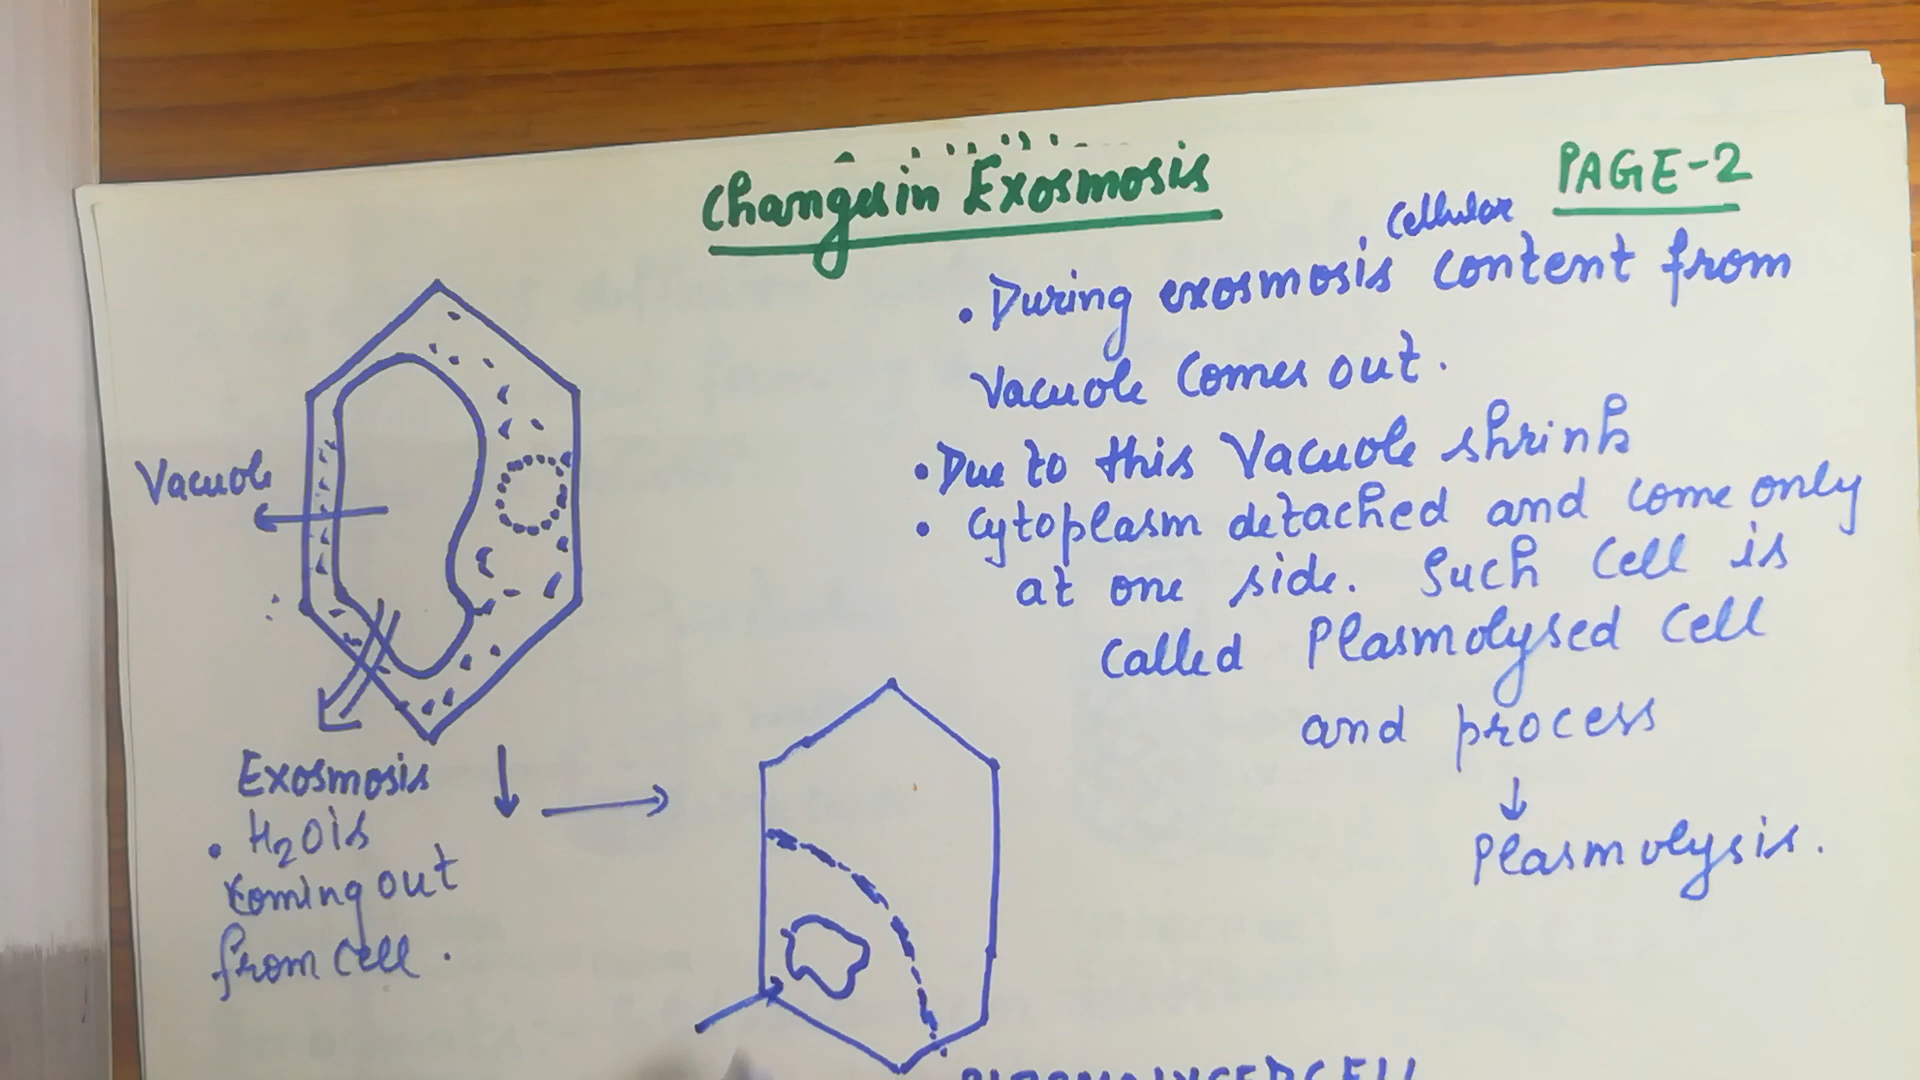 Changes in Exosmosis
PAGE-2
cellular
• During exosmosis content from
Vacuole comes out.
• Due to this Vacuole shrink
• cytoplasm detached and come only
at one side. Such cell is
called Plasmolysed cell
and process
↓
Plasmolysis.
Vacuole
Exosmosis
• H₂O is
coming out
from cell.